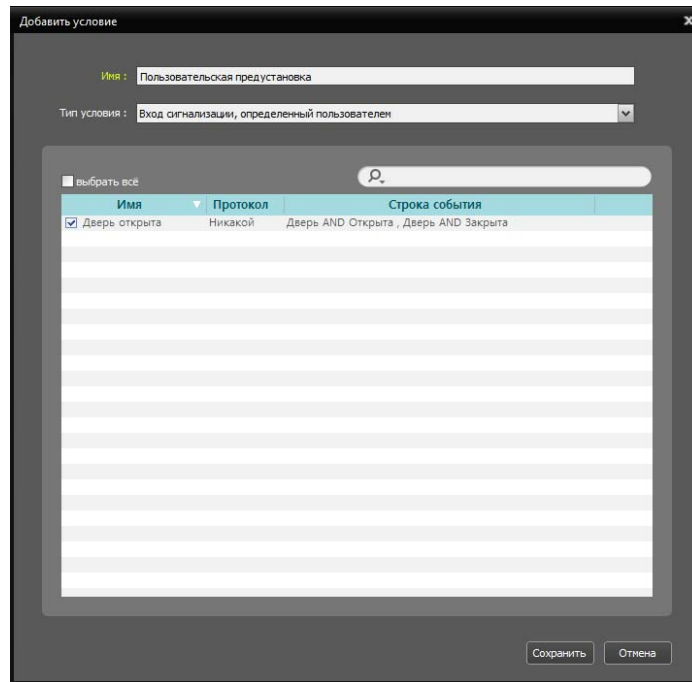 Добавить условие x
Имя : Пользовательская предустановка
Тип условия : Вход сигнализации, определенный пользователем
выбрать всё
Имя Протокол Строка события
Дверь открыта Никакой Дверь AND Открыта , Дверь AND Закрыта
Сохранить Отмена